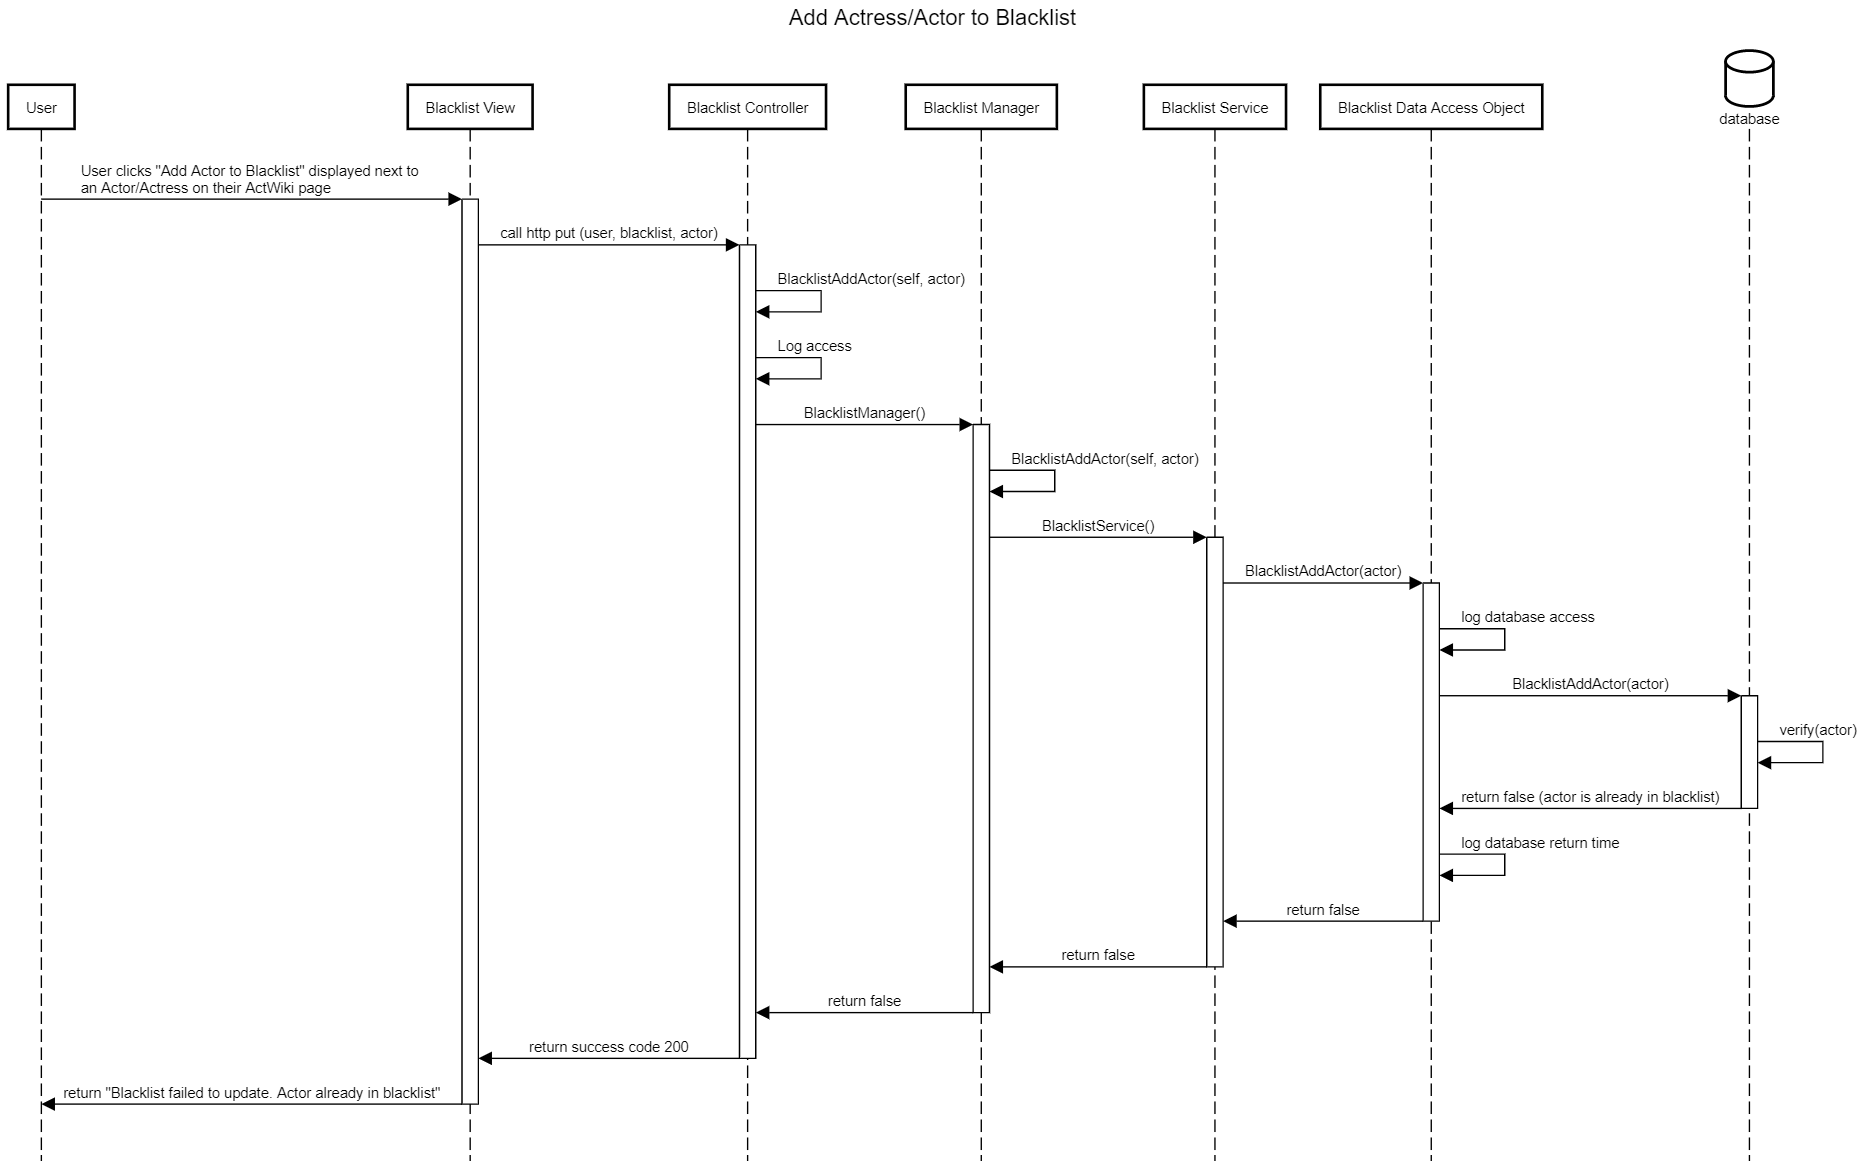 Add Actress/Actor to Blacklist
User
Blacklist View
Blacklist Controller
Blacklist Manager
Blacklist Service
Blacklist Data Access Object
database
User clicks "Add Actor to Blacklist" displayed next to
an Actor/Actress on their ActWiki page
call http put (user, blacklist, actor)
BlacklistAddActor(self, actor)
Log access
BlacklistManager()
BlacklistAddActor(self, actor)
BlacklistService()
BlacklistAddActor(actor)
log database access
BlacklistAddActor(actor)
verify(actor)
return false (actor is already in blacklist)
log database return time
return false
return false
return false
return success code 200
return "Blacklist failed to update. Actor already in blacklist"